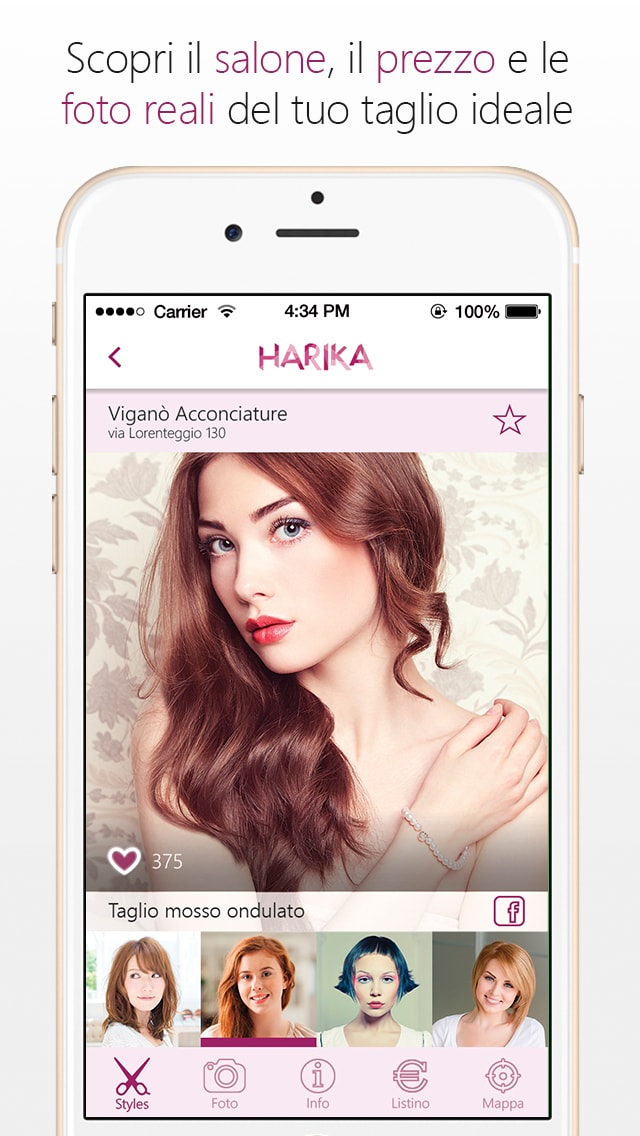 Scopri il salone, il prezzo e le
foto reali del tuo taglio ideale
Carrier 4:34 PM 100%
HARIKA
Viganò Acconciature
via Lorenteggio 130
375
Taglio mosso ondulato
Styles Foto Info Listino Mappa